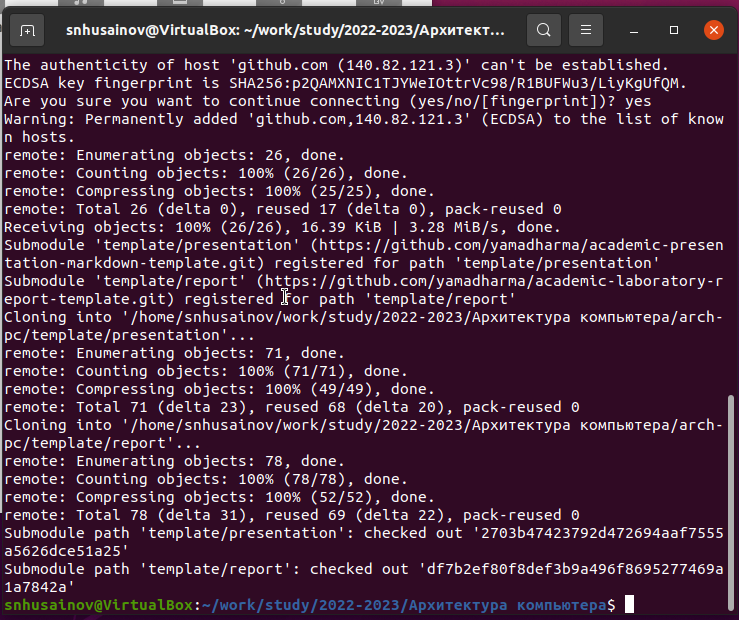 snhusainov@VirtualBox: ~/work/study/2022-2023/Архитект...
The authenticity of host 'github.com (140.82.121.3)' can't be established.
ECDSA key fingerprint is SHA256:p2QAMXNIC1TJYWeIOttrVc98/R1BUFWu3/LiyKgUfQM.
Are you sure you want to continue connecting (yes/no/[fingerprint])? yes
Warning: Permanently added 'github.com,140.82.121.3' (ECDSA) to the list of know
n hosts.
remote: Enumerating objects: 26, done.
remote: Counting objects: 100% (26/26), done.
remote: Compressing objects: 100% (25/25), done.
remote: Total 26 (delta 0), reused 17 (delta 0), pack-reused 0
Receiving objects: 100% (26/26), 16.39 KiB | 3.28 MiB/s, done.
Submodule 'template/presentation' (https://github.com/yamadharma/academic-presen
tation-markdown-template.git) registered for path 'template/presentation'
Submodule 'template/report' (https://github.com/yamadharma/academic-laboratory-r
eport-template.git) registered for path 'template/report'
Cloning into '/home/snhusainov/work/study/2022-2023/Архитектура компьютера/arch-
pc/template/presentation'...
remote: Enumerating objects: 71, done.
remote: Counting objects: 100% (71/71), done.
remote: Compressing objects: 100% (49/49), done.
remote: Total 71 (delta 23), reused 68 (delta 20), pack-reused 0
Cloning into '/home/snhusainov/work/study/2022-2023/Архитектура компьютера/arch-
pc/template/report'...
remote: Enumerating objects: 78, done.
remote: Counting objects: 100% (78/78), done.
remote: Compressing objects: 100% (52/52), done.
remote: Total 78 (delta 31), reused 69 (delta 22), pack-reused 0
Submodule path 'template/presentation': checked out '2703b47423792d472694aaf7555
a5626dce51a25'
Submodule path 'template/report': checked out 'df7b2ef80f8def3b9a496f8695277469a
1a7842a'
snhusainov@VirtualBox:~/work/study/2022-2023/Архитектура компьютера$